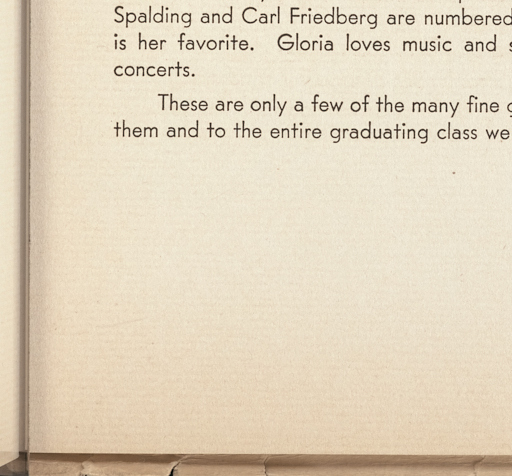 Spalding and Carl Friedberg are numbered
is her favorite. Gloria loves music and
concerts.
These are only a few of the many fine
them and to the entire graduating class we